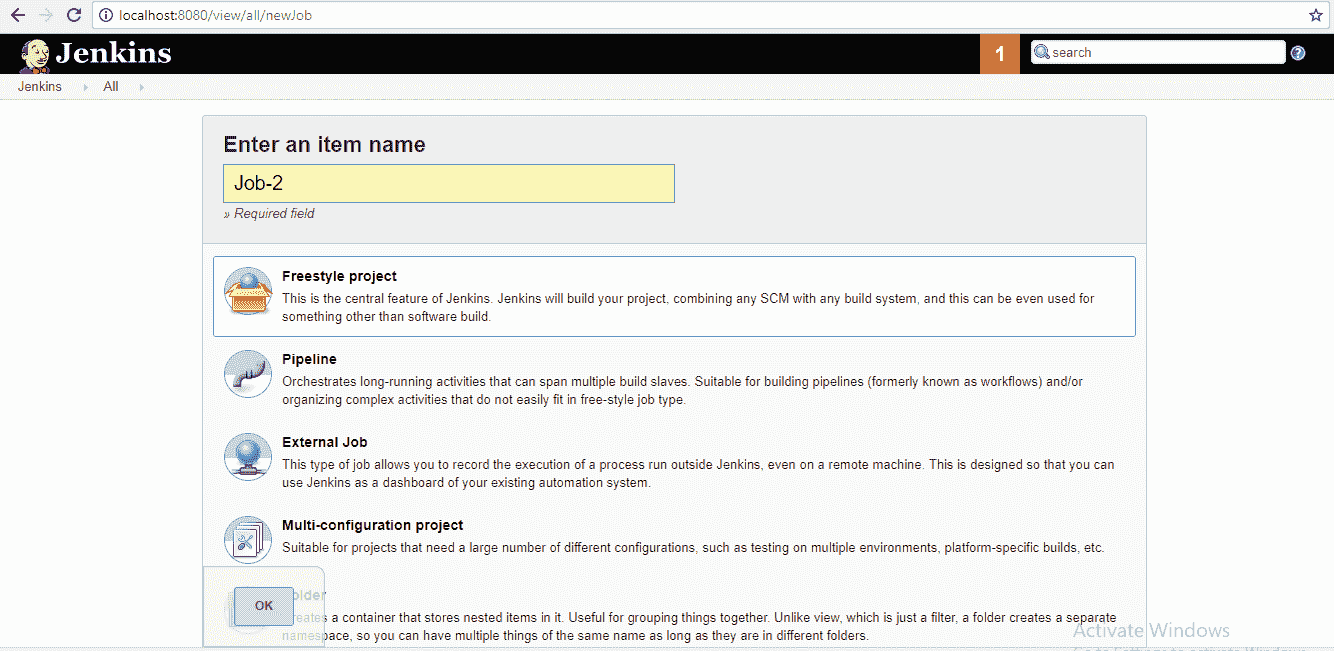 localhost:8080/view/all/newJob
Jenkins
1
search
?
Jenkins
All
Enter an item name
Job-2
» Required field
Freestyle project
This is the central feature of Jenkins. Jenkins will build your project, combining any SCM with any build system, and this can be even used for
something other than software build.
Pipeline
Orchestrates long-running activities that can span multiple build slaves. Suitable for building pipelines (formerly known as workflows) and/or
organizing complex activities that do not easily fit in free-style job type.
External Job
This type of job allows you to record the execution of a process run outside Jenkins, even on a remote machine. This is designed so that you can
use Jenkins as a dashboard of your existing automation system.
Multi-configuration project
Suitable for projects that need a large number of different configurations, such as testing on multiple environments, platform-specific builds, etc.
OK
older
reates a container that stores nested items in it. Useful for grouping things together. Unlike view, which is just a filter, a folder creates a separate
namespace, so you can have multiple things of the same name as long as they are in different folders.
Activate Windows